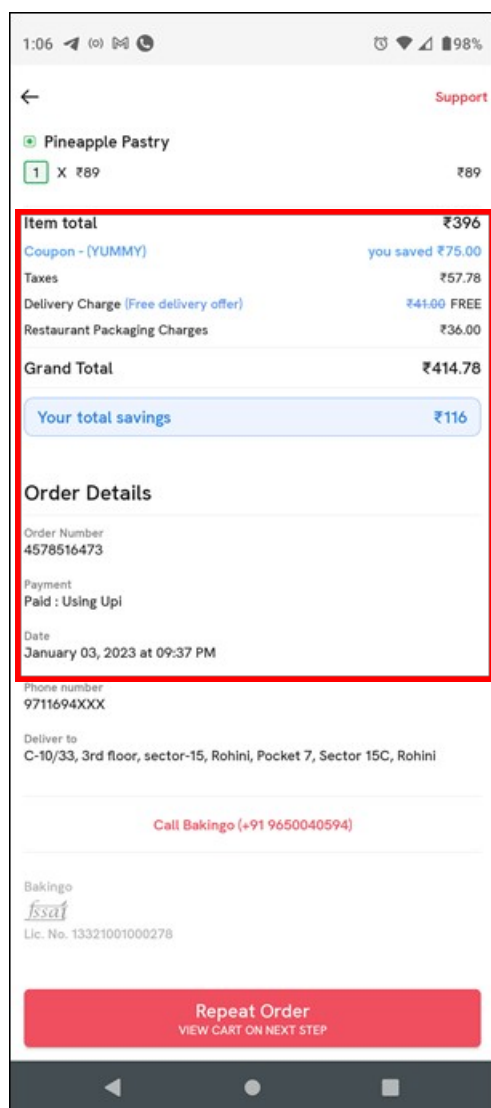 1:06 98%
Support
Pineapple Pastry
1 X ₹89 ₹89
Item total ₹396
Coupon - (YUMMY) you saved ₹75.00
Taxes ₹57.78
Delivery Charge (Free delivery offer) ₹41.00 FREE
Restaurant Packaging Charges ₹36.00
Grand Total ₹414.78
Your total savings ₹116
Order Details
Order Number
4578516473
Payment
Paid : Using Upi
Date
January 03, 2023 at 09:37 PM
Phone number
9711694XXX
Deliver to
C-10/33, 3rd floor, sector-15, Rohini, Pocket 7, Sector 15C, Rohini
Call Bakingo (+91 9650040594)
Bakingo
fssai
Lic. No. 13321001000278
Repeat Order
VIEW CART ON NEXT STEP